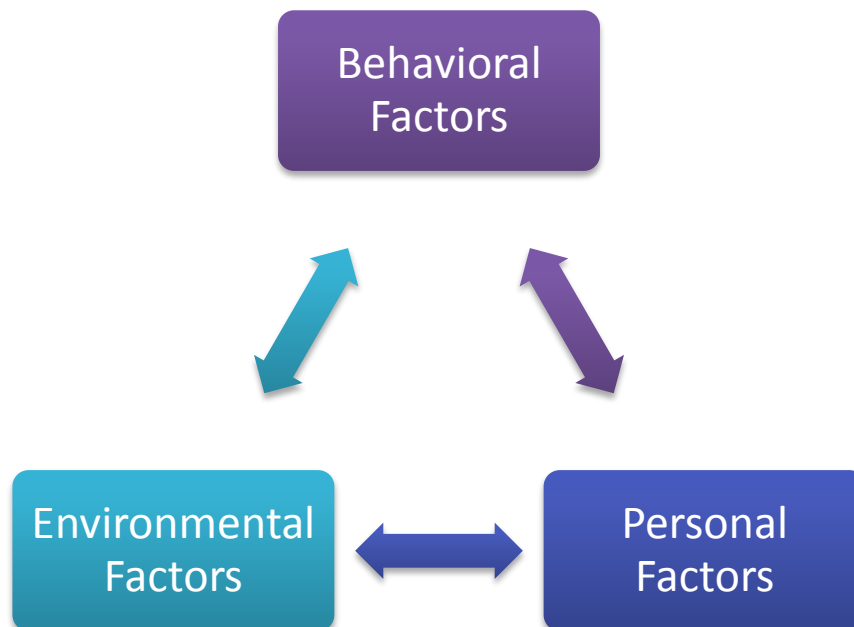 Behavioral
Factors
Environmental
Factors
Personal
Factors